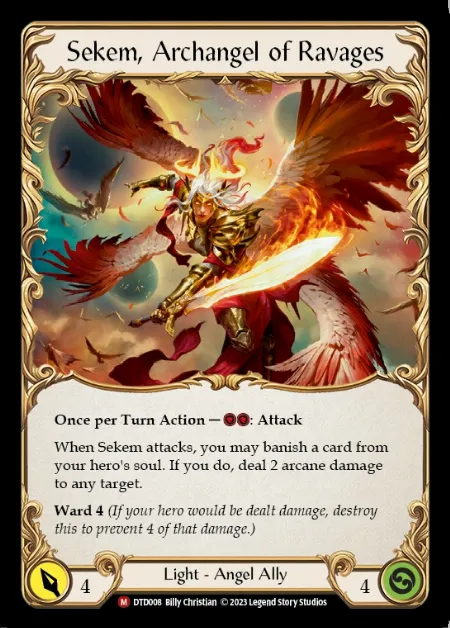 Sekem, Archangel of Ravages
Once per Turn Action — : Attack
When Sekem attacks, you may banish a card from
your hero's soul. If you do, deal 2 arcane damage
to any target.
Ward 4 (If your hero would be dealt damage, destroy
this to prevent 4 of that damage.)
4
Light - Angel Ally
4
M DTD008 Billy Christian © 2023 Legend Story Studios